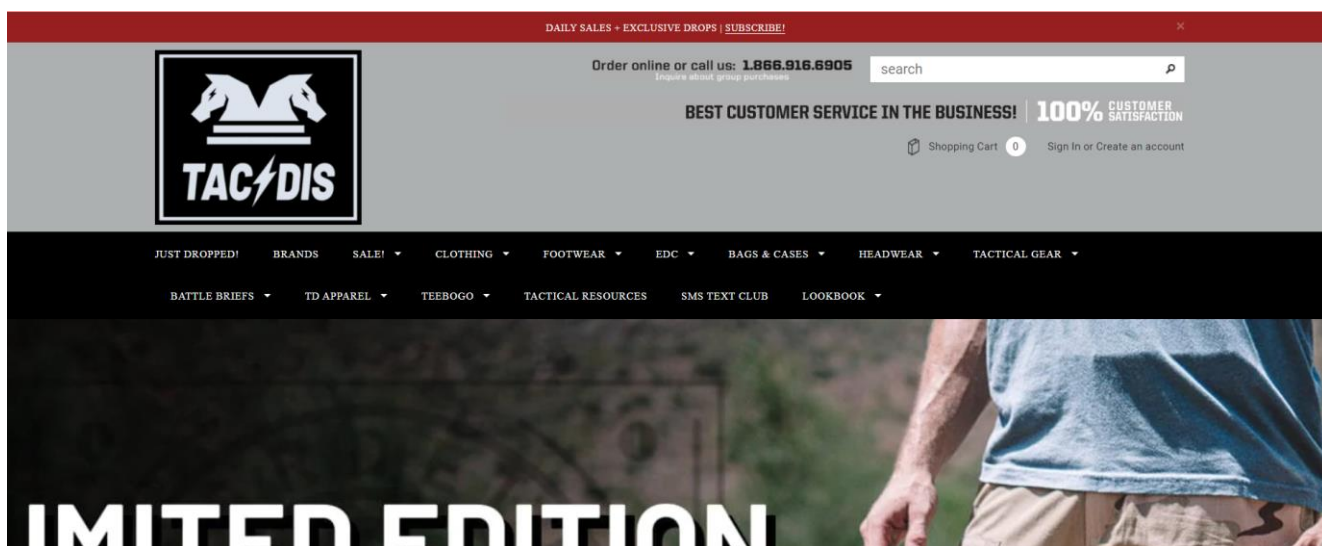 DAILY SALES + EXCLUSIVE DROPS | SUBSCRIBE! ×
TAC DIS
Order online or call us: 1.866.916.6905
Inquire about group purchases
search
BEST CUSTOMER SERVICE IN THE BUSINESS! | 100% CUSTOMER SATISFACTION
Shopping Cart 0 Sign In or Create an account
JUST DROPPED! BRANDS SALE! CLOTHING FOOTWEAR EDC BAGS & CASES HEADWEAR TACTICAL GEAR
BATTLE BRIEFS TD APPAREL TEEBOGO TACTICAL RESOURCES SMS TEXT CLUB LOOKBOOK
IMITED EDITION